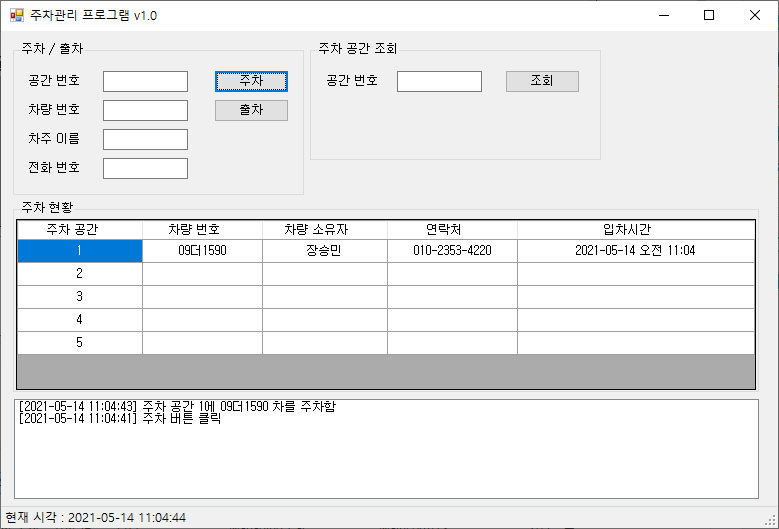 주차관리 프로그램 v1.0
주차 / 출차
공간 번호
주차
차량 번호
출차
차주 이름
전화 번호
주차 공간 조회
공간 번호
조회
주차 현황
주차 공간 차량 번호 차량 소유자 연락처 입차시간
1 09더1590 장승민 010-2353-4220 2021-05-14 오전 11:04
2
3
4
5
[2021-05-14 11:04:43] 주차 공간 1에 09더1590 차를 주차함
[2021-05-14 11:04:41] 주차 버튼 클릭
현재 시각 : 2021-05-14 11:04:44